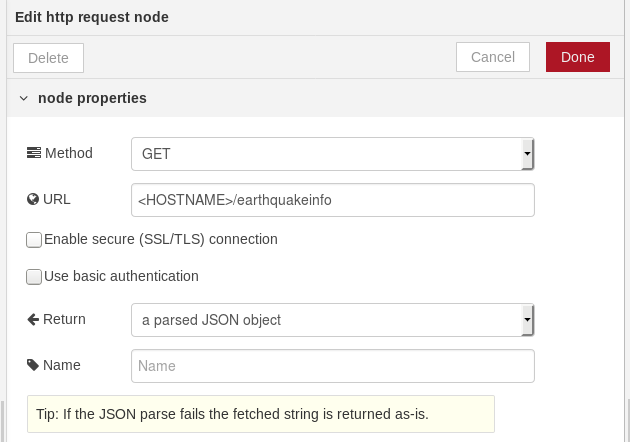 Edit http request node
Delete Cancel Done
node properties
Method GET
URL <HOSTNAME>/earthquakeinfo
Enable secure (SSL/TLS) connection
Use basic authentication
Return a parsed JSON object
Name Name
Tip: If the JSON parse fails the fetched string is returned as-is.